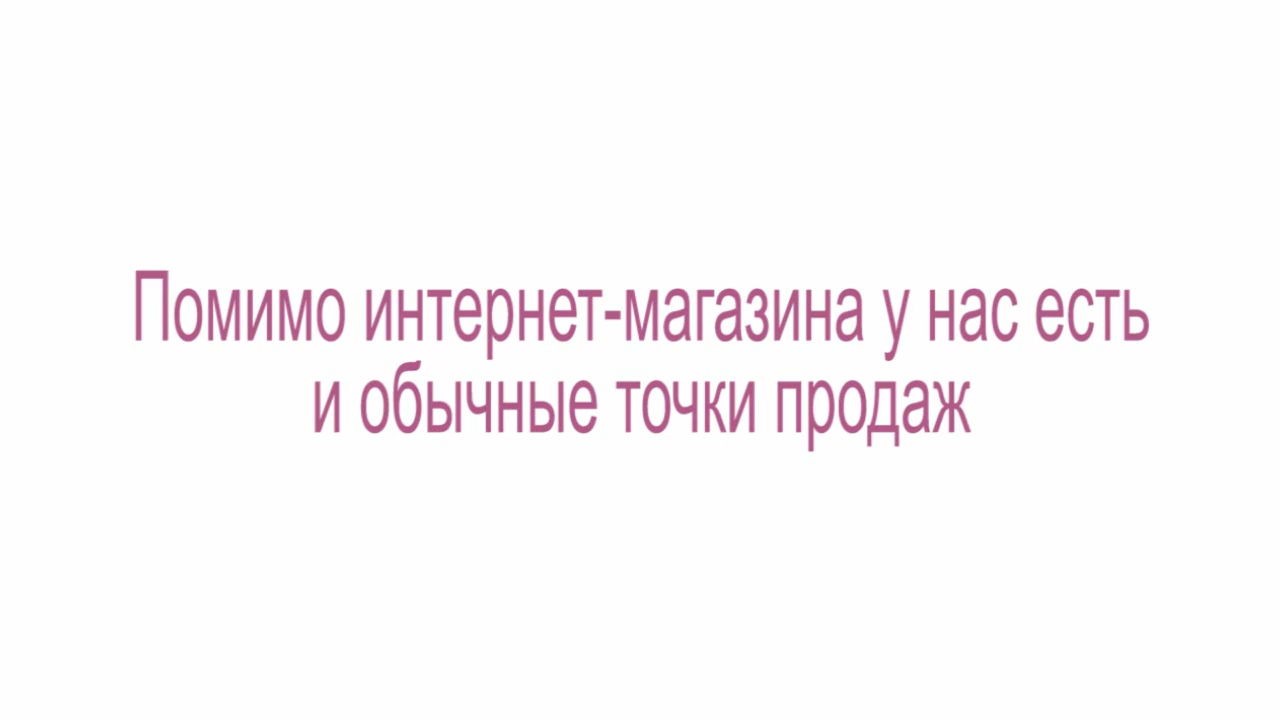 Помимо интернет-магазина у нас есть
и обычные точки продаж